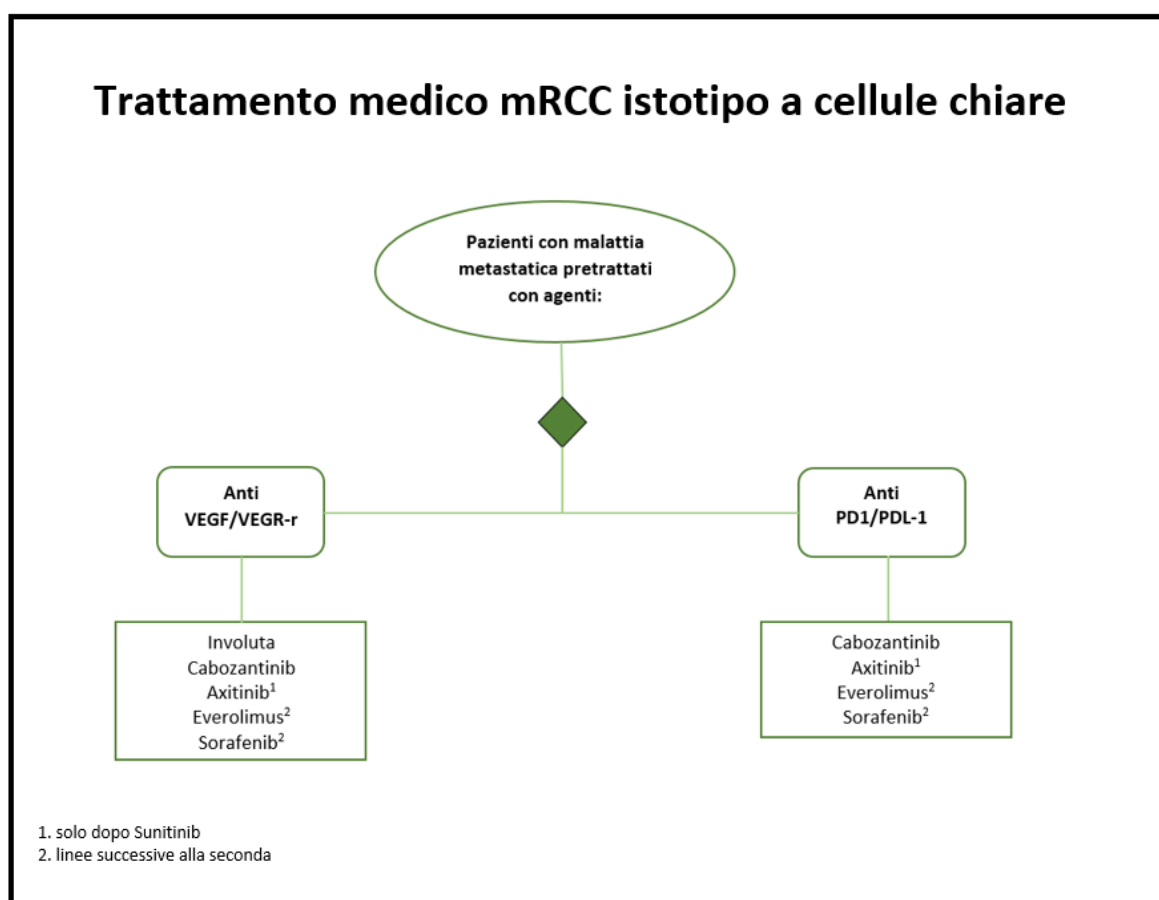 Trattamento medico mRCC istotipo a cellule chiare
Pazienti con malattia
metastatica pretrattati
con agenti:
Anti
VEGF/VEGR-r
Anti
PD1/PDL-1
Involuta
Cabozantinib
Axitinib¹
Everolimus²
Sorafenib²
Cabozantinib
Axitinib¹
Everolimus²
Sorafenib²
1. solo dopo Sunitinib
2. linee successive alla seconda